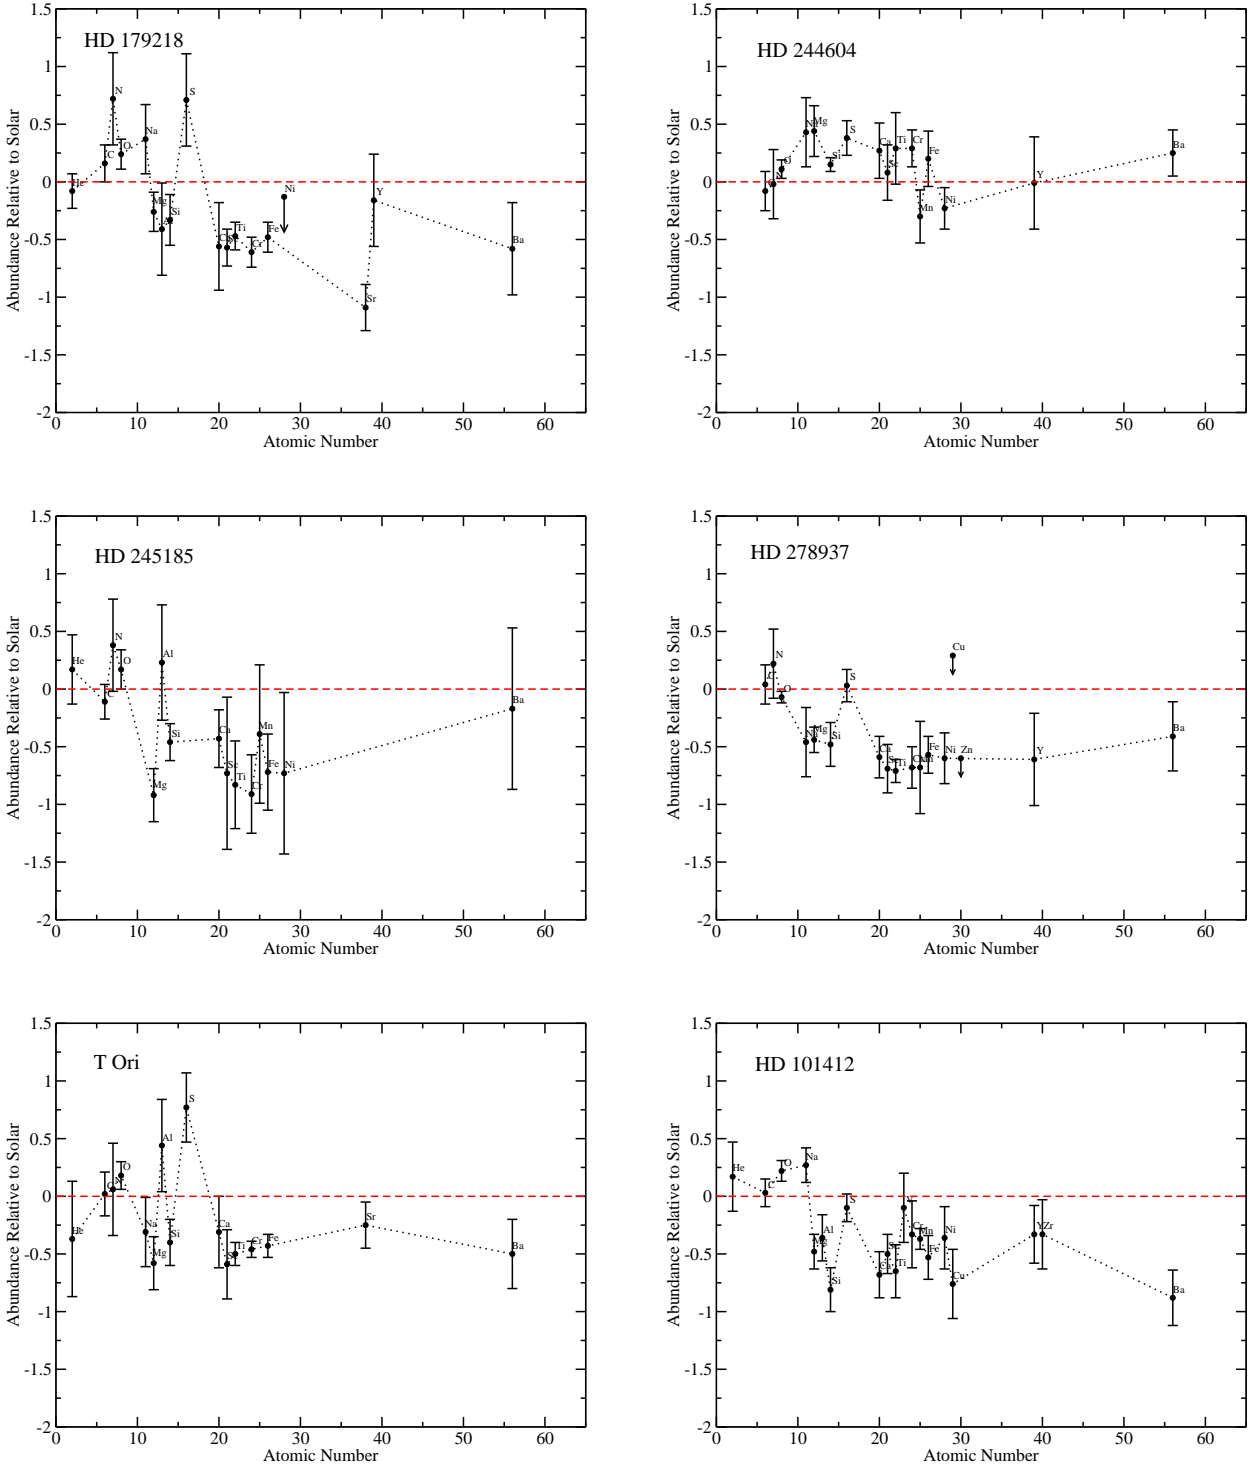 HD 179218
Abundance Relative to Solar
1.5
1
0.5
0
-0.5
-1
-1.5
-2
He
C
N
O
Na
Mg
Al
Si
S
Ca
Sc
Ti
Cr
Fe
Ni
Sr
Y
Ba
0 10 20 30 40 50 60
Atomic Number
HD 244604
Abundance Relative to Solar
1.5
1
0.5
0
-0.5
-1
-1.5
-2
C
N
O
Na
Mg
Si
S
Ca
Sc
Ti
Cr
Mn
Fe
Ni
Y
Ba
0 10 20 30 40 50 60
Atomic Number
HD 245185
Abundance Relative to Solar
1.5
1
0.5
0
-0.5
-1
-1.5
-2
He
C
N
O
Mg
Al
Si
Ca
Sc
Ti
Cr
Mn
Fe
Ni
Ba
0 10 20 30 40 50 60
Atomic Number
HD 278937
Abundance Relative to Solar
1.5
1
0.5
0
-0.5
-1
-1.5
-2
C
N
O
Na
Mg
Si
S
Ca
Sc
Ti
Cr
Mn
Fe
Ni
Cu
Zn
Y
Ba
0 10 20 30 40 50 60
Atomic Number
T Ori
Abundance Relative to Solar
1.5
1
0.5
0
-0.5
-1
-1.5
-2
He
C
N
O
Na
Mg
Al
Si
S
Ca
Sc
Ti
Cr
Fe
Sr
Ba
0 10 20 30 40 50 60
Atomic Number
HD 101412
Abundance Relative to Solar
1.5
1
0.5
0
-0.5
-1
-1.5
-2
He
C
O
Na
Mg
Al
Si
S
Ca
Sc
Ti
V
Cr
Mn
Fe
Ni
Cu
Y
Zr
Ba
0 10 20 30 40 50 60
Atomic Number